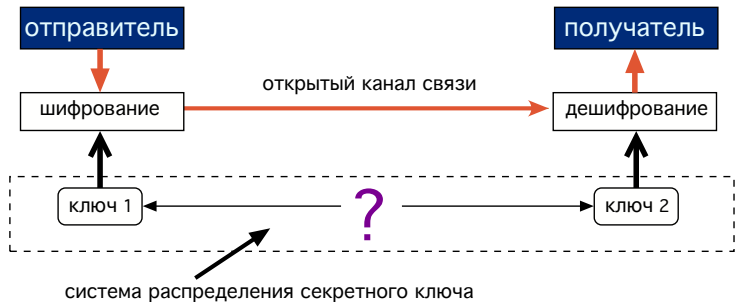 отправитель
получатель
открытый канал связи
шифрование
дешифрование
ключ 1
?
ключ 2
система распределения секретного ключа